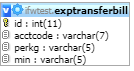 ifwtest.exptransferbill
id : int(11)
acctcode : varchar(7)
perkg : varchar(5)
min : varchar(5)